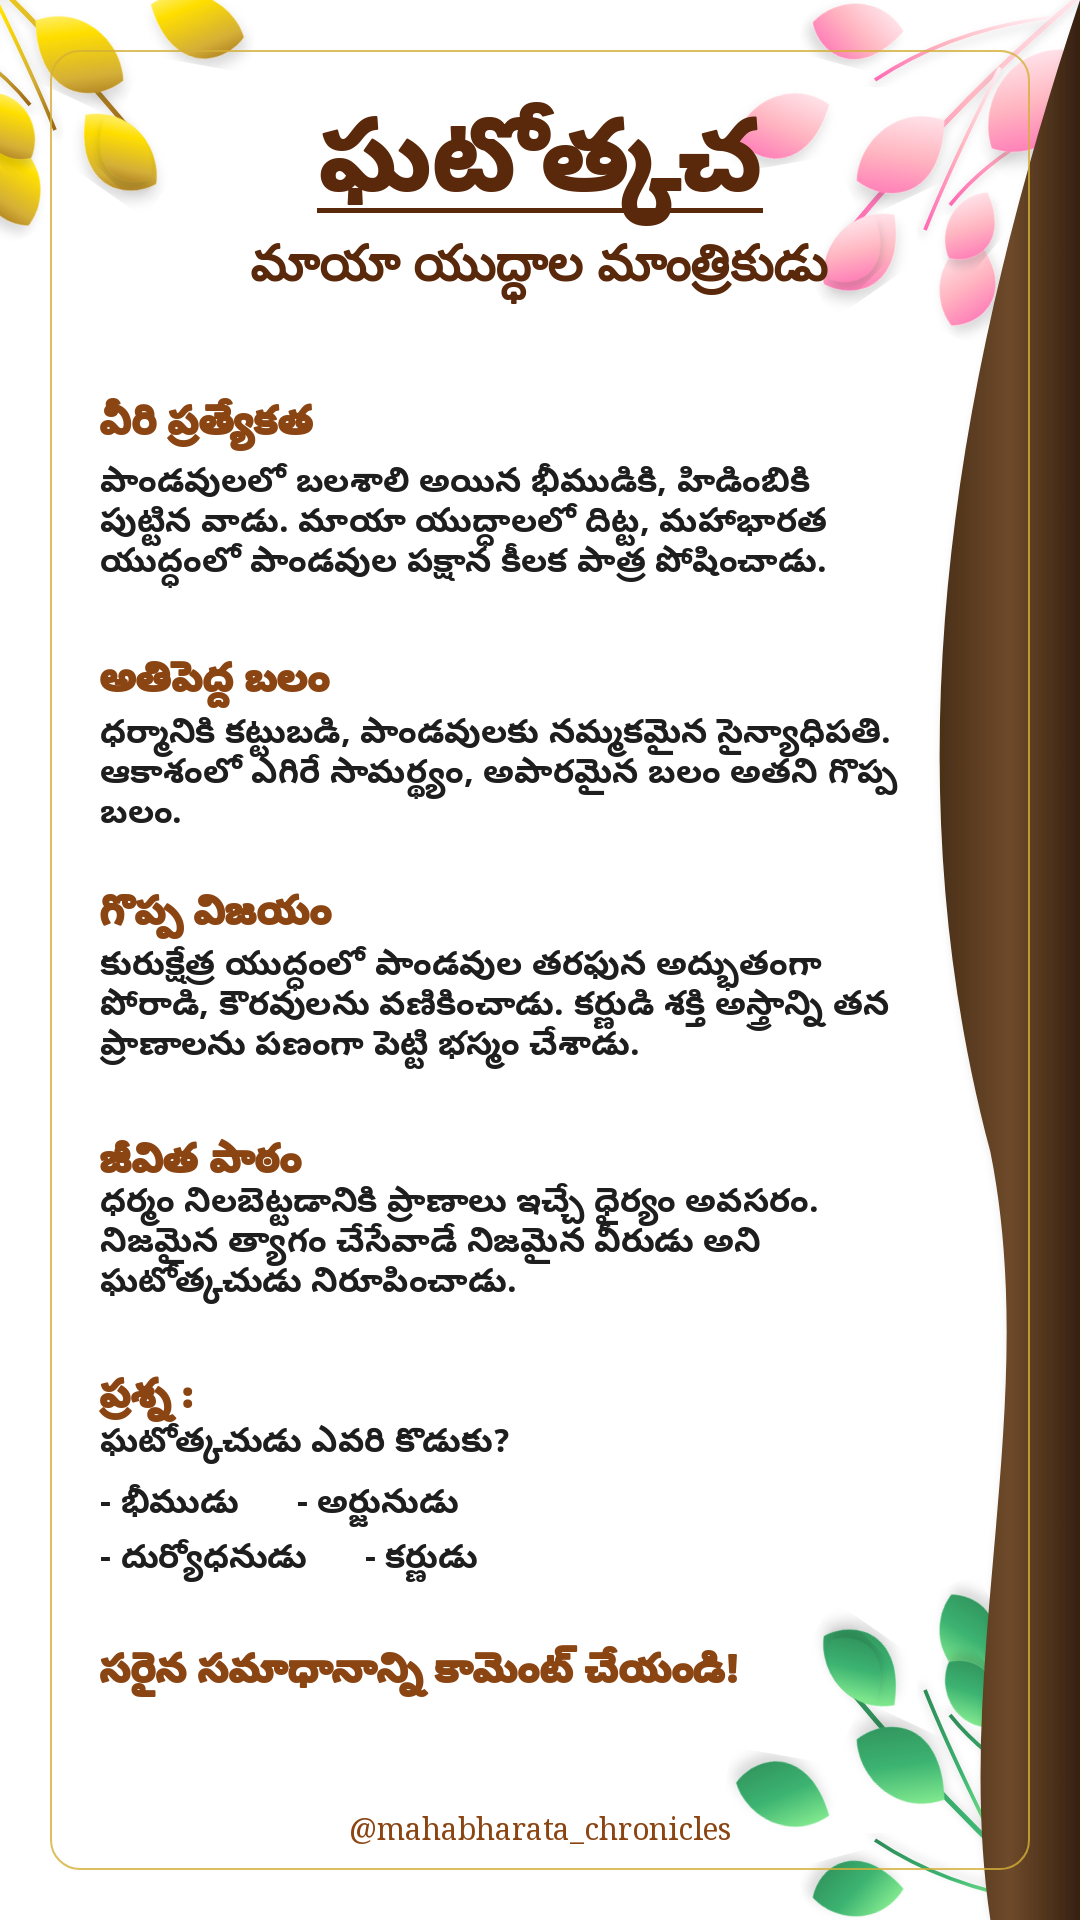 ఘటోత్కచ
మాయా యుద్ధాల మాంత్రికుడు
వీరి ప్రత్యేకత
పాండవులలో బలశాలి అయిన భీముడికి, హిడింబికి
పుట్టిన వాడు. మాయా యుద్ధాలలో దిట్ట, మహాభారత
యుద్ధంలో పాండవుల పక్షాన కీలక పాత్ర పోషించాడు.
అతిపెద్ద బలం
ధర్మానికి కట్టుబడి, పాండవులకు నమ్మకమైన సైన్యాధిపతి.
ఆకాశంలో ఎగిరే సామర్థ్యం, అపారమైన బలం అతని గొప్ప
బలం.
గొప్ప విజయం
కురుక్షేత్ర యుద్ధంలో పాండవుల తరఫున అద్భుతంగా
పోరాడి, కౌరవులను వణికించాడు. కర్ణుడి శక్తి అస్త్రాన్ని తన
ప్రాణాలను పణంగా పెట్టి భస్మం చేశాడు.
జీవిత పాఠం
ధర్మం నిలబెట్టడానికి ప్రాణాలు ఇచ్చే ధైర్యం అవసరం.
నిజమైన త్యాగం చేసేవాడే నిజమైన వీరుడు అని
ఘటోత్కచుడు నిరూపించాడు.
ప్రశ్న :
ఘటోత్కచుడు ఎవరి కొడుకు?
- భీముడు - అర్జునుడు
- దుర్యోధనుడు - కర్ణుడు
సరైన సమాధానాన్ని కామెంట్ చేయండి!
@mahabharata_chronicles